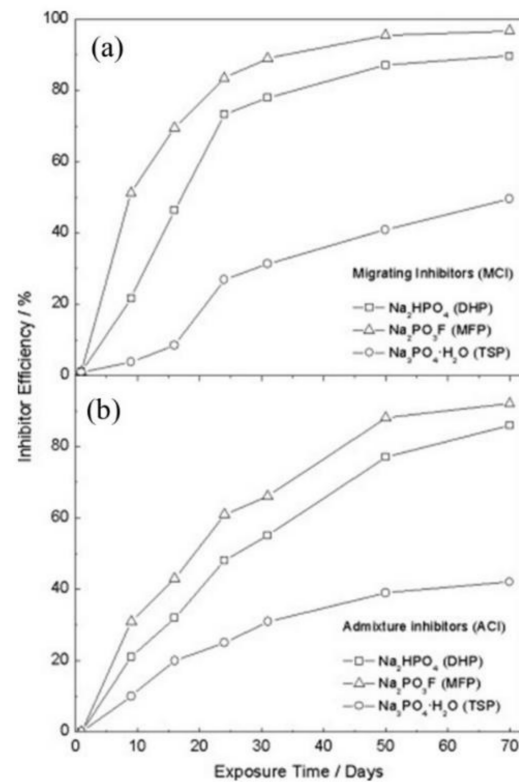 100
(a)
80
60
40
20
0
Migrating Inhibitors (MCI)
Na₂HPO₄ (DHP)
Na₂PO₃F (MFP)
Na₃PO₄·H₂O (TSP)
Inhibitor Efficiency / %
(b)
80
60
40
20
0
Admixture inhibitors (ACI)
Na₂HPO₄ (DHP)
Na₂PO₃F (MFP)
Na₃PO₄·H₂O (TSP)
0 10 20 30 40 50 60 70
Exposure Time / Days